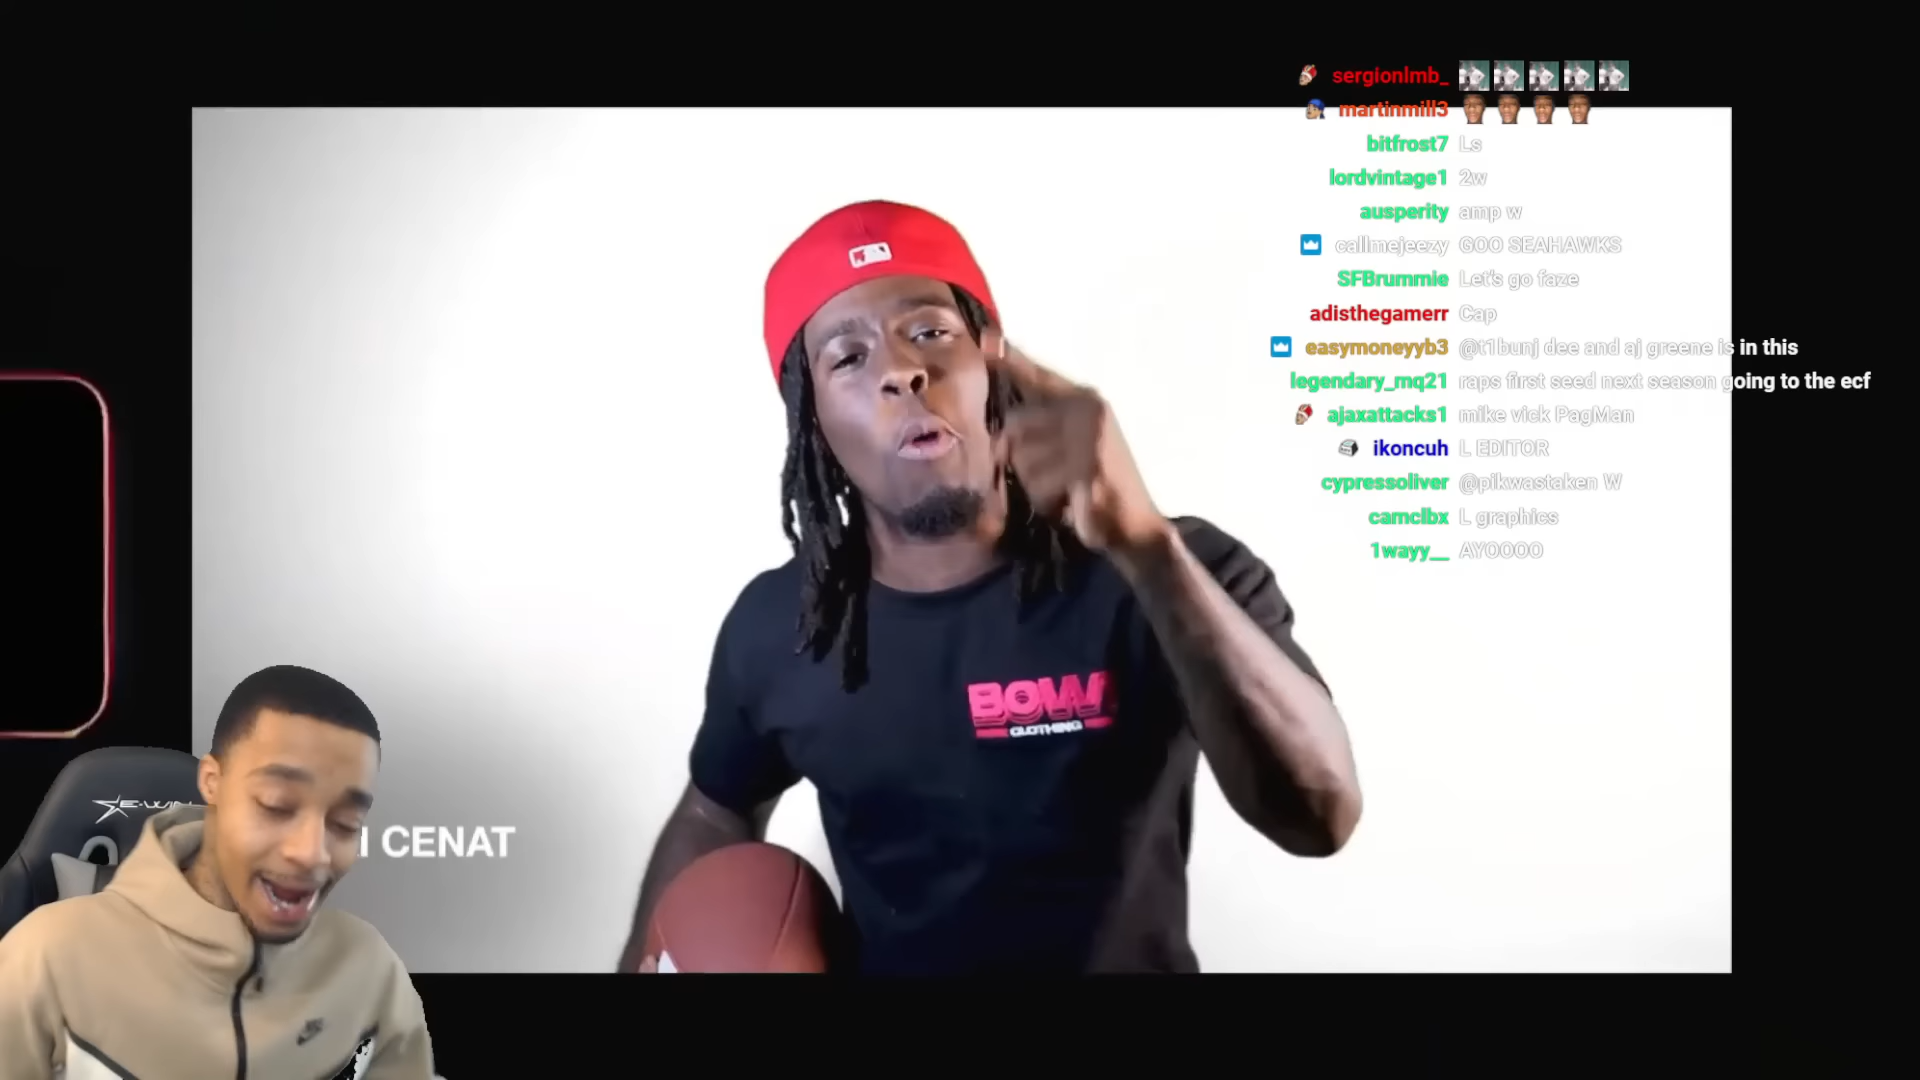 sergionlmb_
martinmill3
bitfrost7 Ls
lordvintage1 2w
ausperity amp w
callmejeezy GOO SEAHAWKS
SFBrummie Let's go faze
adisthegamerr Cap
easymoneyyb3 @t1bunj dee and aj greene is in this
legendary_mq21 raps first seed next season going to the ecf
ajaxattacks1 mike vick PagMan
ikoncuh L EDITOR
cypressoliver @pikwastaken W
camclbx L graphics
1wayy__ AYOOOO
BOW
CLOTHING
E-WIN
I CENAT